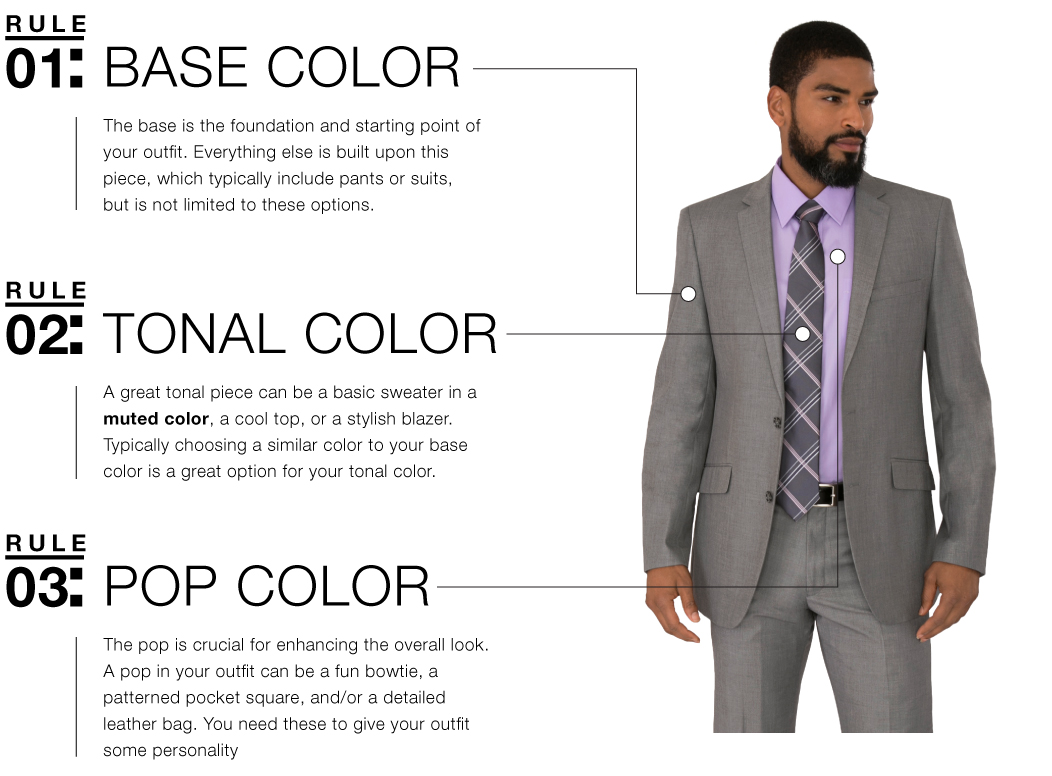 RULE
01: BASE COLOR
The base is the foundation and starting point of
your outfit. Everything else is built upon this
piece, which typically include pants or suits,
but is not limited to these options.
RULE
02: TONAL COLOR
A great tonal piece can be a basic sweater in a
muted color, a cool top, or a stylish blazer.
Typically choosing a similar color to your base
color is a great option for your tonal color.
RULE
03: POP COLOR
The pop is crucial for enhancing the overall look.
A pop in your outfit can be a fun bowtie, a
patterned pocket square, and/or a detailed
leather bag. You need these to give your outfit
some personality